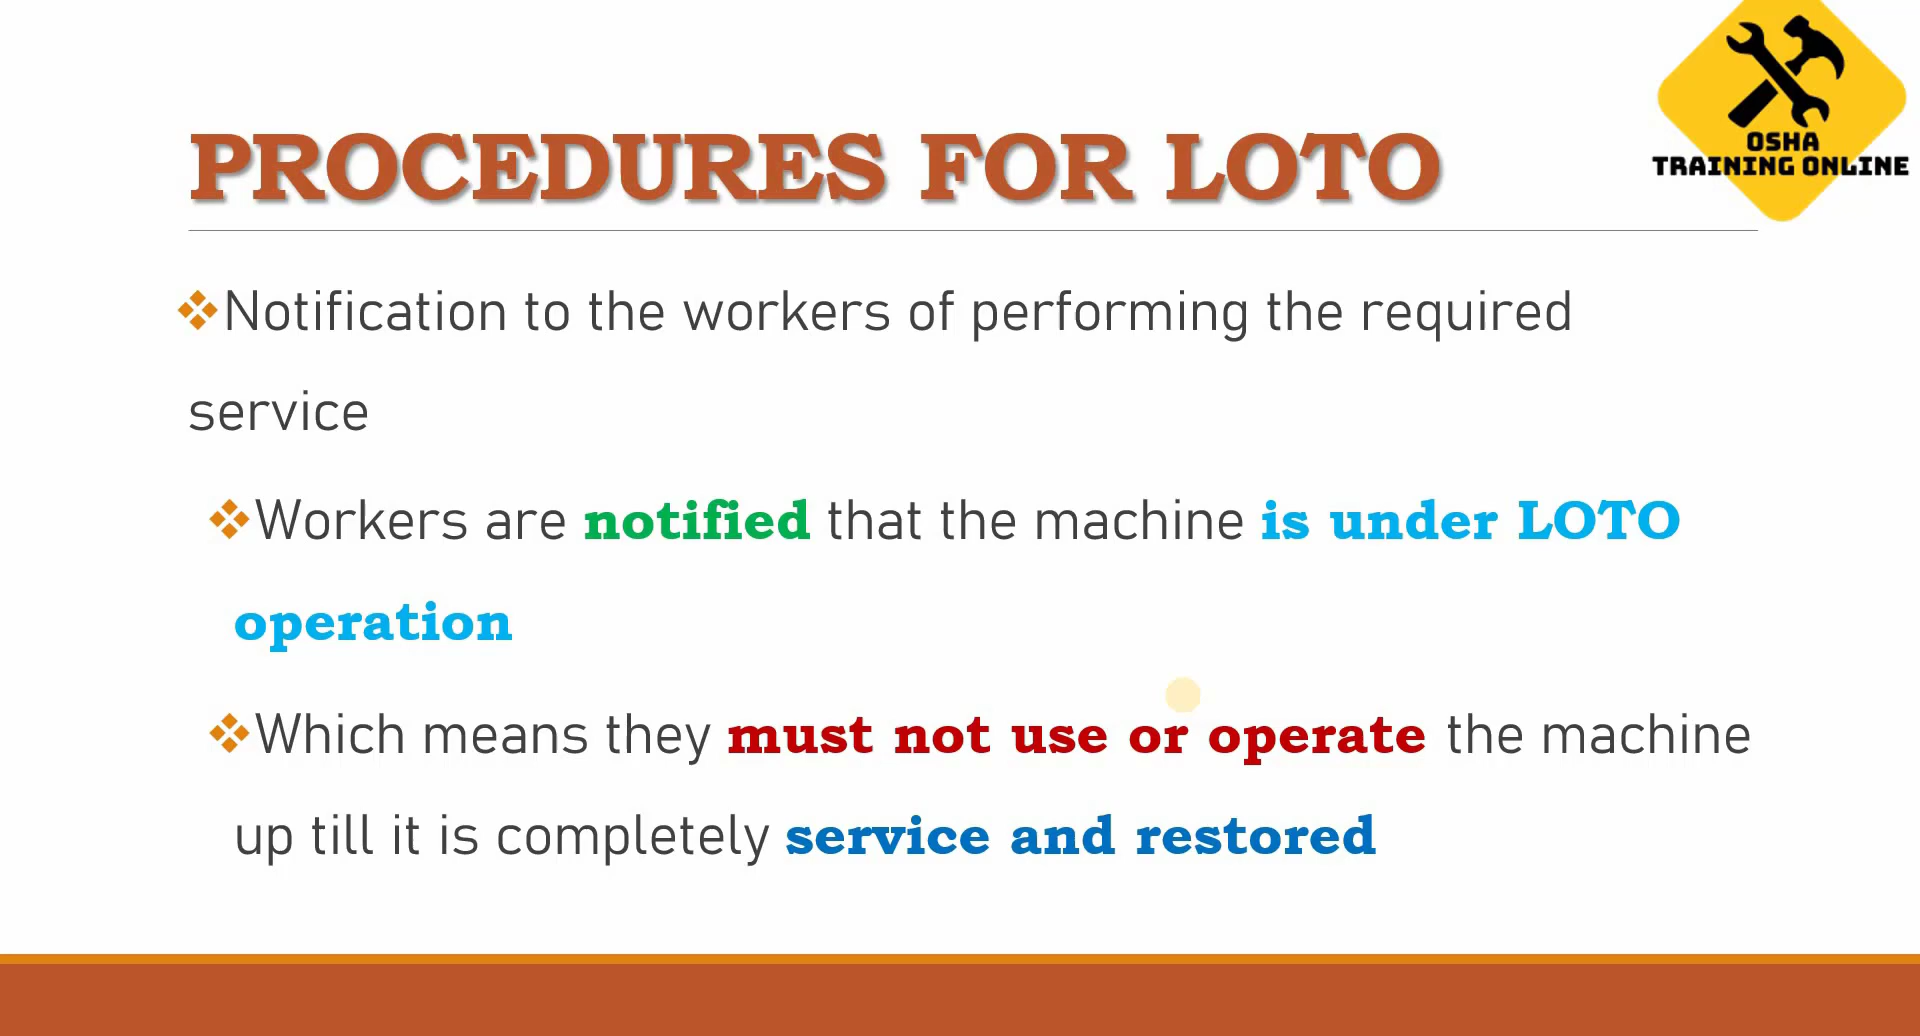 OSHA
TRAINING ONLINE
PROCEDURES FOR LOTO
❖Notification to the workers of performing the required
service
❖Workers are notified that the machine is under LOTO
operation
❖Which means they must not use or operate the machine
up till it is completely service and restored